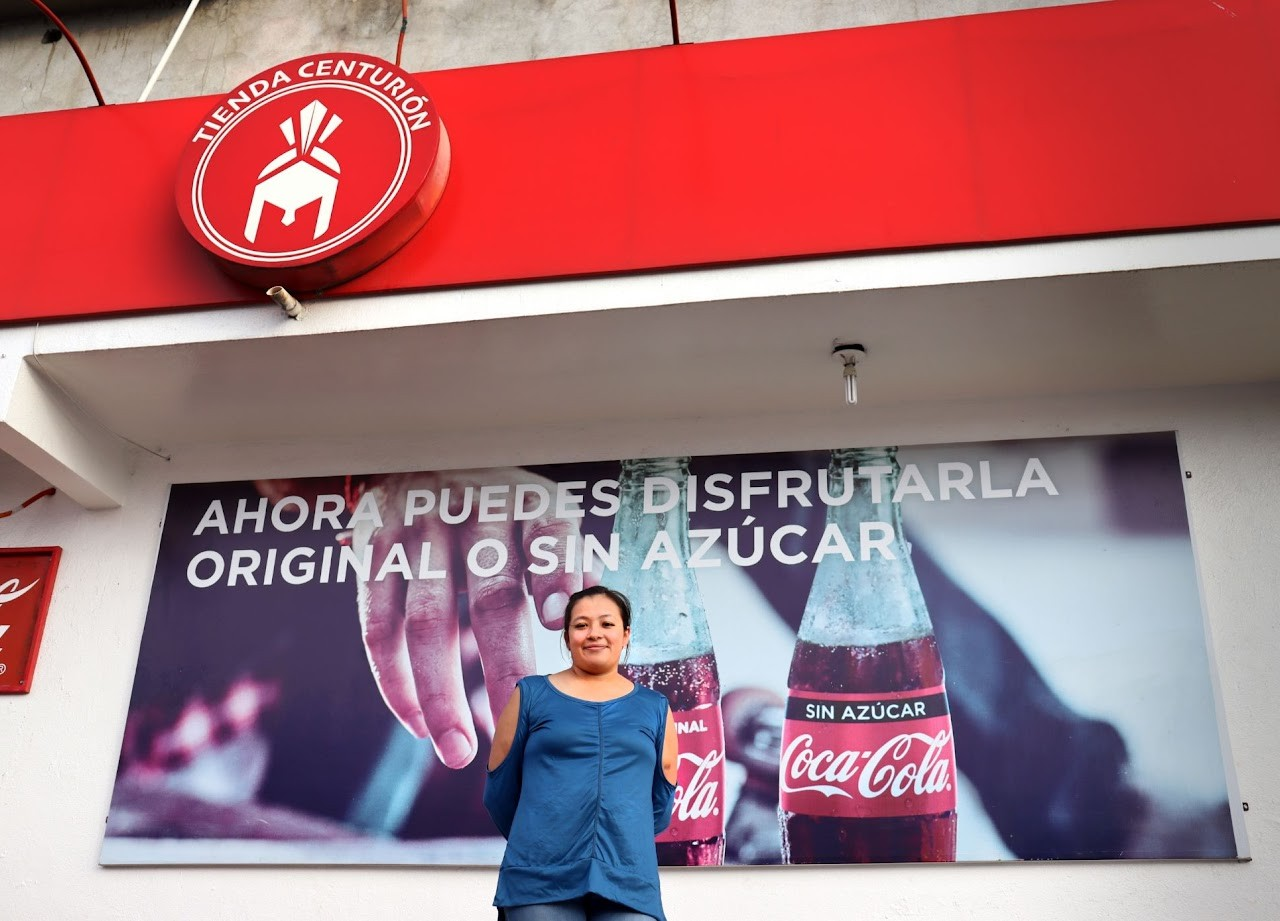 TIENDA CENTURIÓN
AHORA PUEDES DISFRUTARLA
ORIGINAL O SIN AZÚCAR
SIN AZÚCAR
Coca-Cola